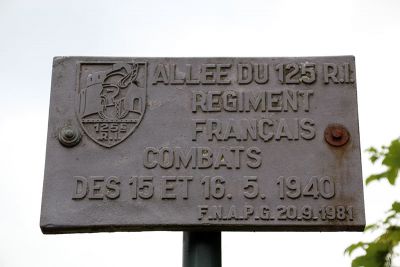 ALLEE DU 125 R.I.
REGIMENT
FRANÇAIS
COMBATS
DES 15 ET 16. 5. 1940
F.N.A.P.G. 20.9.1981
125E
R.I.